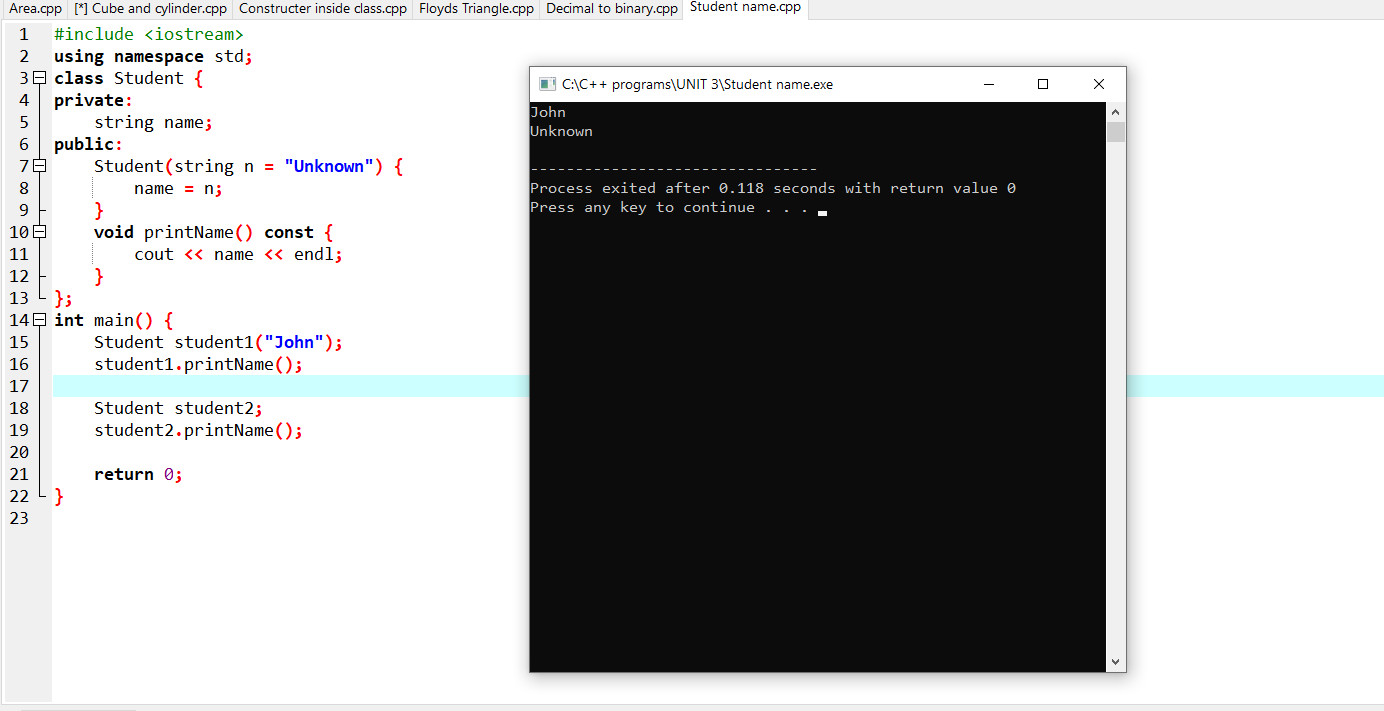 Area.cpp [*] Cube and cylinder.cpp Constructer inside class.cpp Floyds Triangle.cpp Decimal to binary.cpp Student name.cpp
1 #include <iostream>
2 using namespace std;
3 class Student {
4 private:
5 string name;
6 public:
7 Student(string n = "Unknown") {
8 name = n;
9 }
10 void printName() const {
11 cout << name << endl;
12 }
13 };
14 int main() {
15 Student student1("John");
16 student1.printName();
17
18 Student student2;
19 student2.printName();
20
21 return 0;
22 }
23
C:\C++ programs\UNIT 3\Student name.exe
John
Unknown
--------------------------------
Process exited after 0.118 seconds with return value 0
Press any key to continue . . .